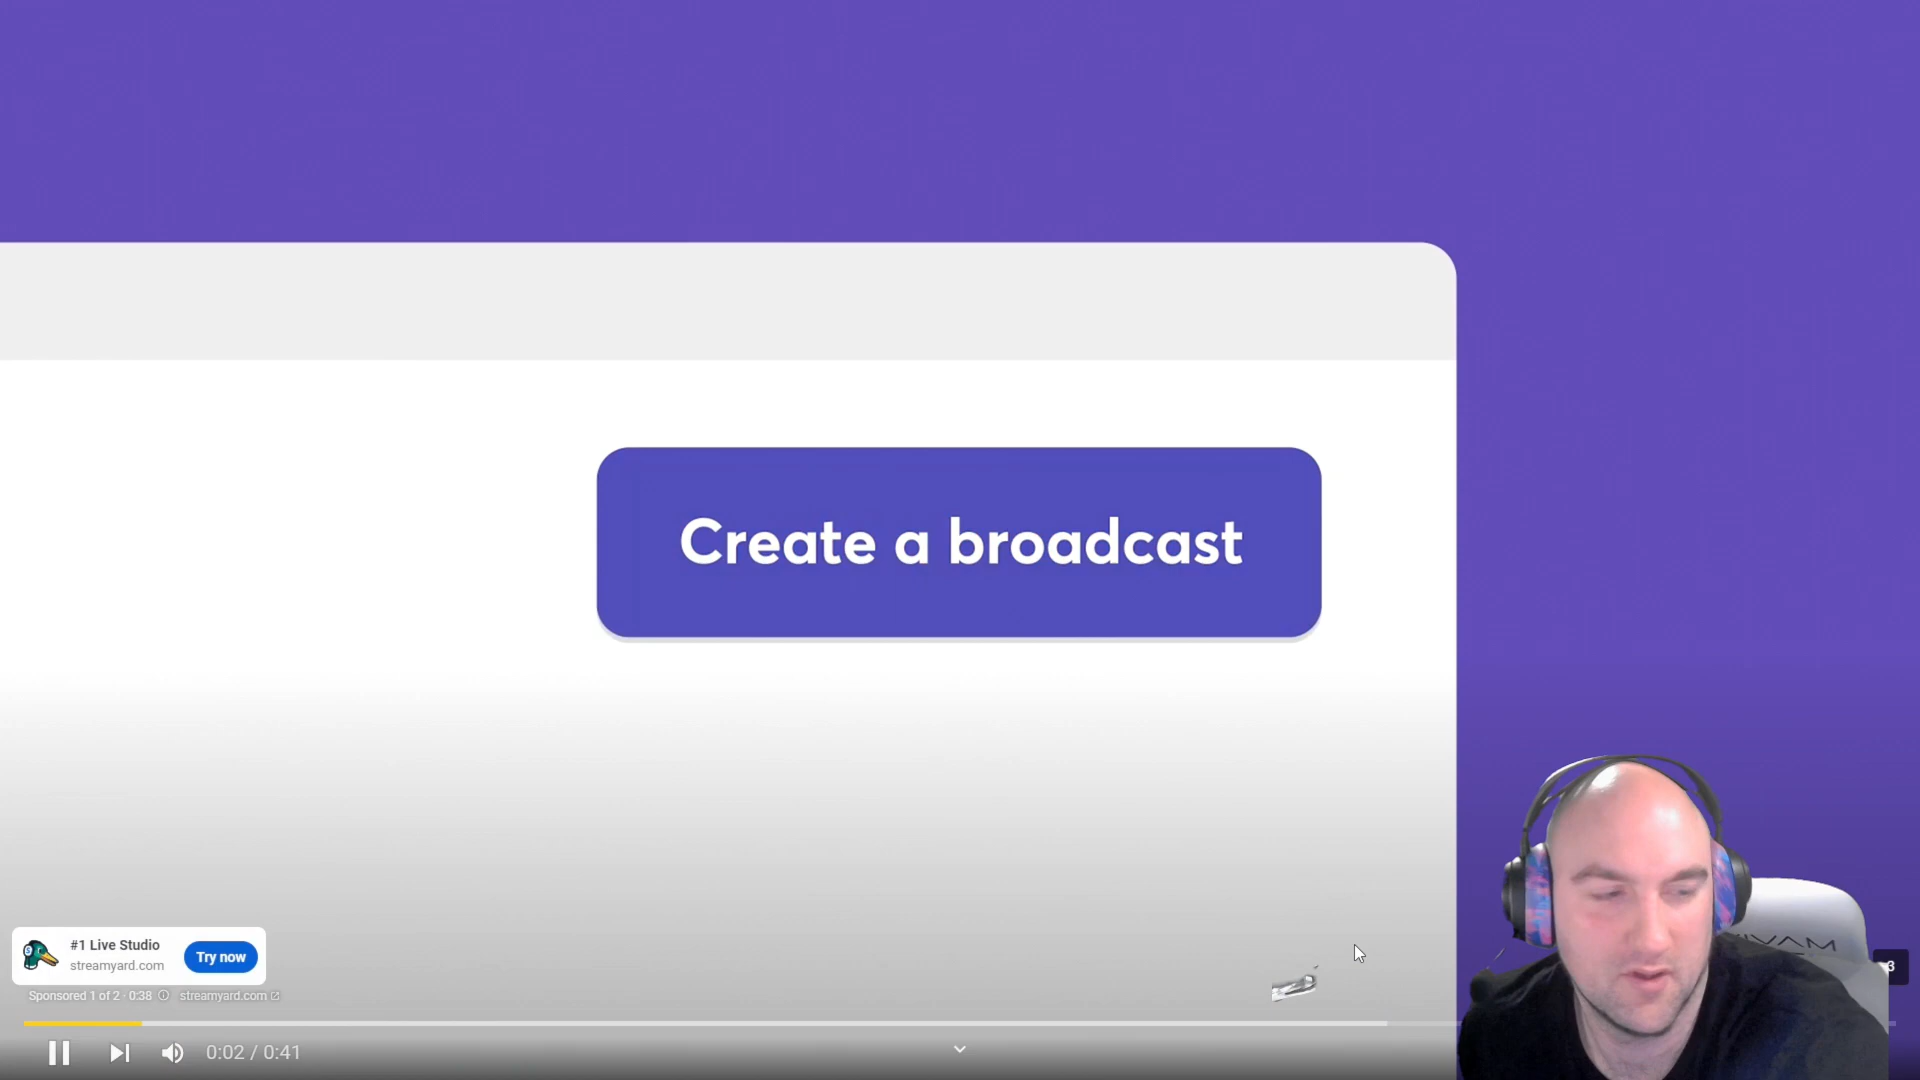 Create a broadcast
#1 Live Studio
streamyard.com
Try now
Sponsored 1 of 2 · 0:38
streamyard.com
0:02 / 0:41
3